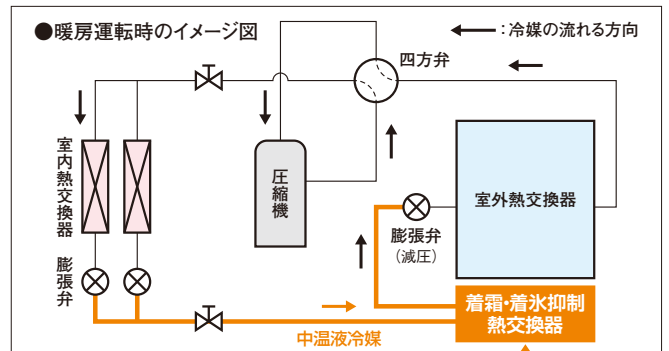 ●暖房運転時のイメージ図
：冷媒の流れる方向
四方弁
室内熱交換器
圧縮機
室外熱交換器
膨張弁
(減圧)
膨張弁
着霜・着氷抑制
熱交換器
中温液冷媒